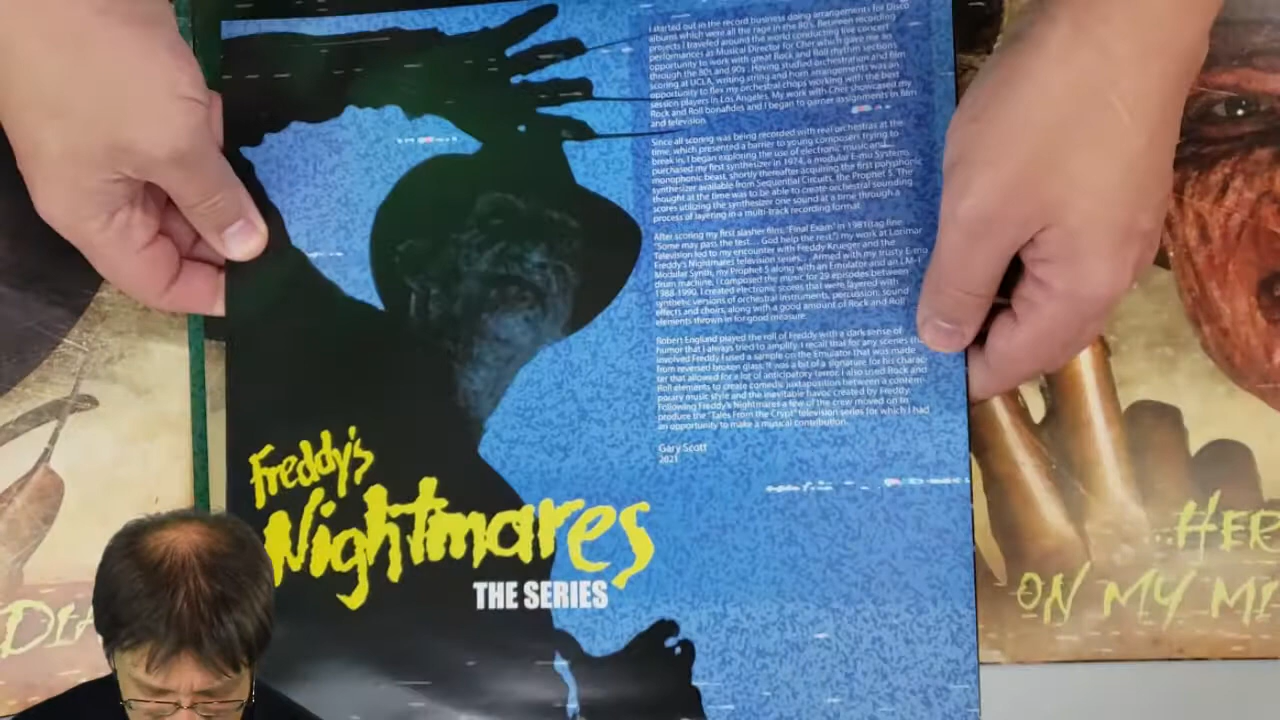 I started out in the record business doing arrangements for Disco
albums which were all the rage in the 80's. Between recording
projects I traveled around the world conducting live concert
performances as Musical Director for Cher which gave me an
opportunity to work with great Rock and Roll rhythm sections
through the 80s and 90s. Having studied orchestration and film
scoring at UCLA, writing string and horn arrangements was an
opportunity to flex my orchestral chops working with the best
session players in Los Angeles. My work with Cher showcased my
Rock and Roll bonafides and I began to garner assignments in film
and television.
Since all scoring was being recorded with real orchestras at the
time, which presented a barrier to young composers trying to
break in, I began exploring the use of electronic music and
purchased my first synthesizer in 1974, a modular E-mu Systems
monophonic beast, shortly thereafter acquiring the first polyphonic
synthesizer available from Sequential Circuits, the Prophet 5. The
thought at the time was to be able to create orchestral sounding
scores utilizing the synthesizer one sound at a time through a
process of layering in a multi-track recording format.
After scoring my first slasher film, "Final Exam" in 1981 (tag line
"Some may pass the test... God help the rest.") my work at Lorimar
Television led to my encounter with Freddy Krueger and the
Freddy's Nightmares television series... Armed with my trusty E-mu
Modular Synth, my Prophet 5 along with an Emulator and an LM-1
drum machine, I composed the music for episodes between
1988-1990. I created electronic scores that were layered with
synthetic versions of orchestral instruments, percussion, sound
effects and choirs, along with a good amount of Rock and Roll
elements thrown in for good measure.
Robert Englund played the roll of Freddy with a dark sense of
humor that I always tried to amplify. I recall that for any scenes
involved Freddy I used a sample on the Emulator that was made
from reversed broken glass. It was a bit of a signature for his charac-
ter that allowed for a lot of anticipatory terror. I also used Rock and
Roll elements to create comedic juxtaposition between a contem-
porary music style and the inevitable havoc created by Freddy.
Following Freddy's Nightmares a few of the crew moved on to
produce the "Tales From the Crypt" television series for which I had
an opportunity to make a musical contribution.
Gary Scott
2021
Freddy's
Nightmares
THE SERIES
...HER
ON MY MI